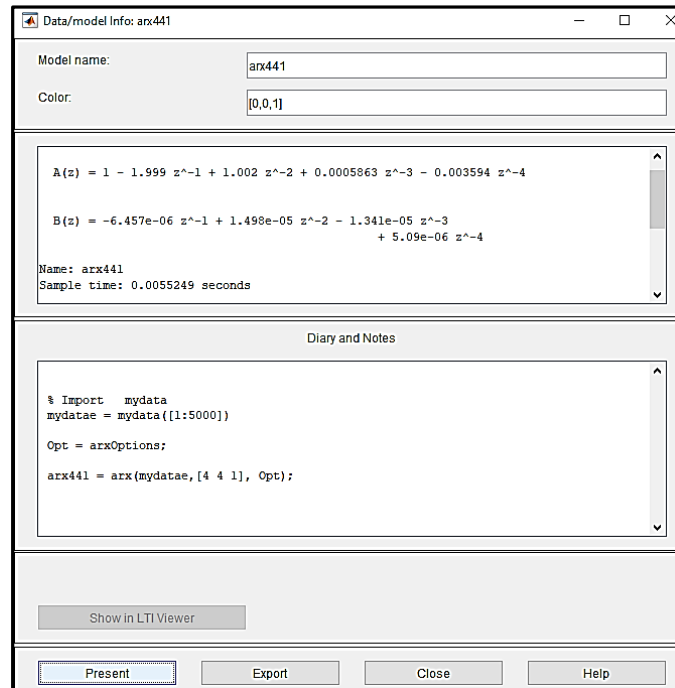 Data/model Info: arx441
Model name:
arx441
Color:
[0,0,1]
A(z) = 1 - 1.999 z^-1 + 1.002 z^-2 + 0.0005863 z^-3 - 0.003594 z^-4
B(z) = -6.457e-06 z^-1 + 1.498e-05 z^-2 - 1.341e-05 z^-3
+ 5.09e-06 z^-4
Name: arx441
Sample time: 0.0055249 seconds
Diary and Notes
% Import   mydata
mydatae = mydata([1:5000])
Opt = arxOptions;
arx441 = arx(mydatae,[4 4 1], Opt);
Show in LTI Viewer
Present
Export
Close
Help